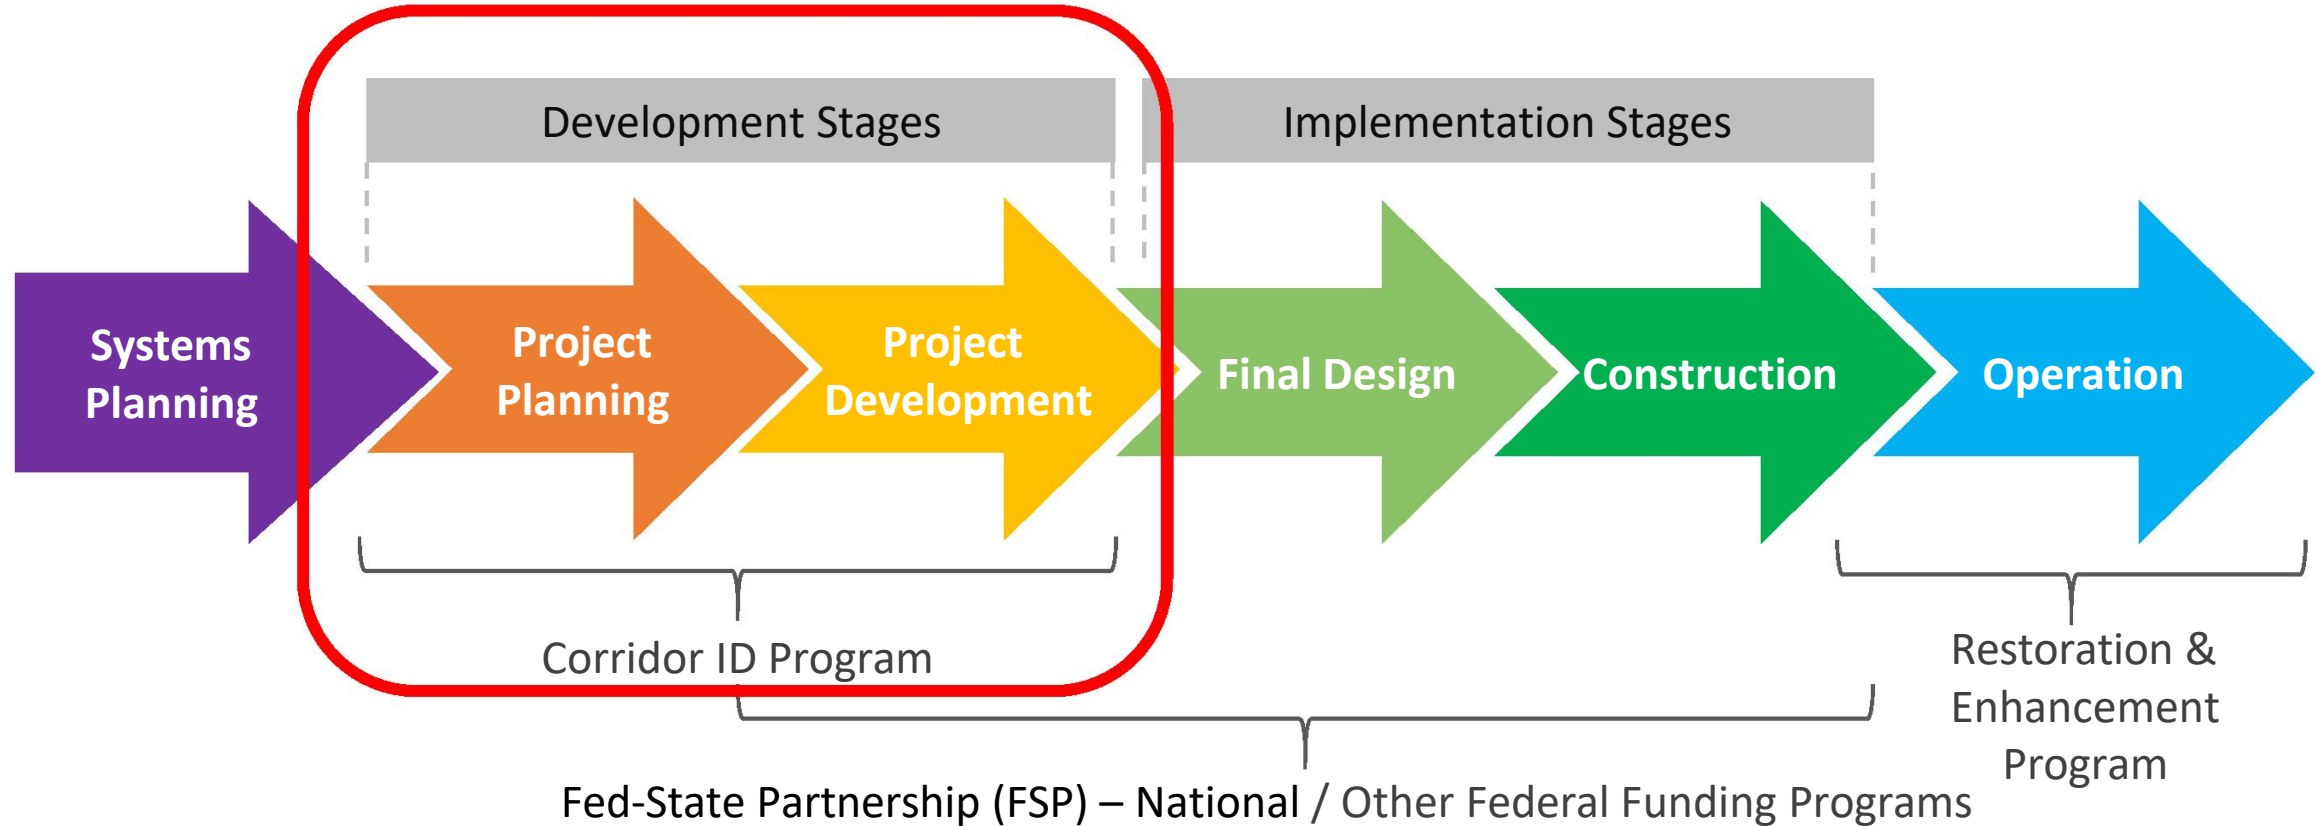 Development Stages
Implementation Stages
Systems
Planning
Project
Planning
Project
Development
Final Design
Construction
Operation
Corridor ID Program
Restoration &
Enhancement
Program
Fed-State Partnership (FSP) – National / Other Federal Funding Programs